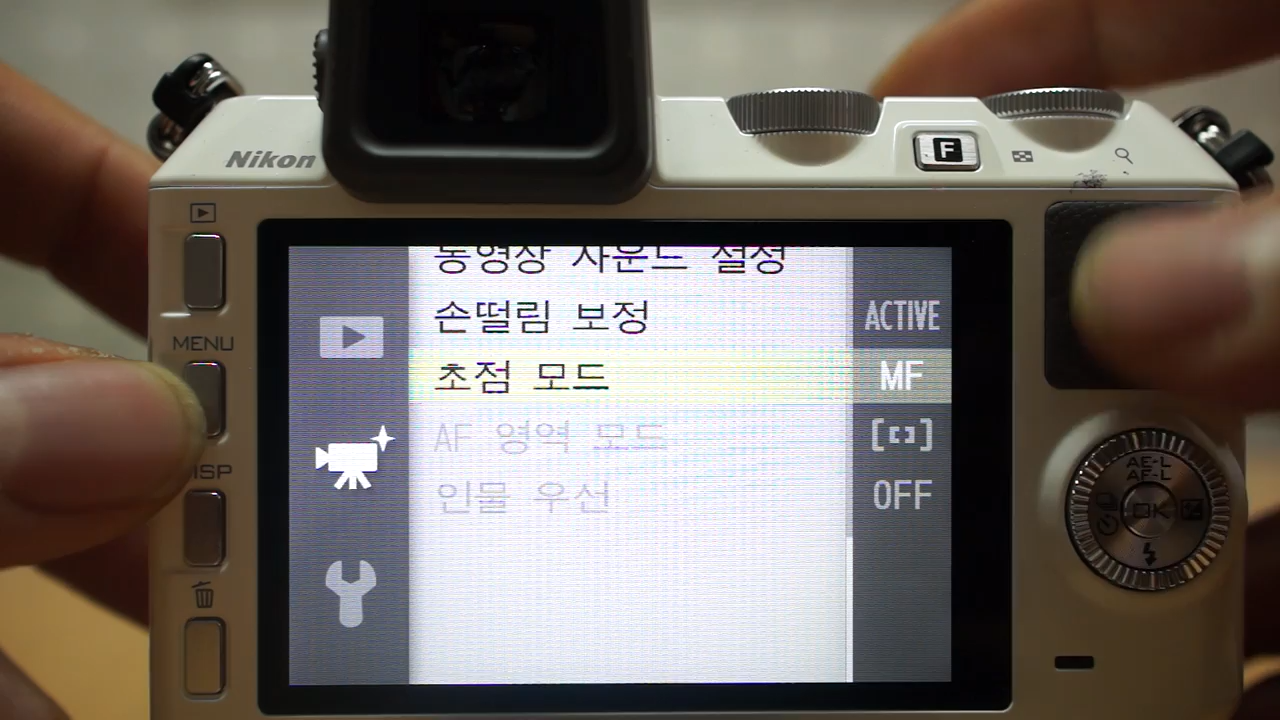 Nikon
F
MENU
ISP
동영상 사운드 설정
손떨림 보정 ACTIVE
초점 모드 MF
AF 영역 모드
인물 우선 OFF
AE-L
AF-L
OK